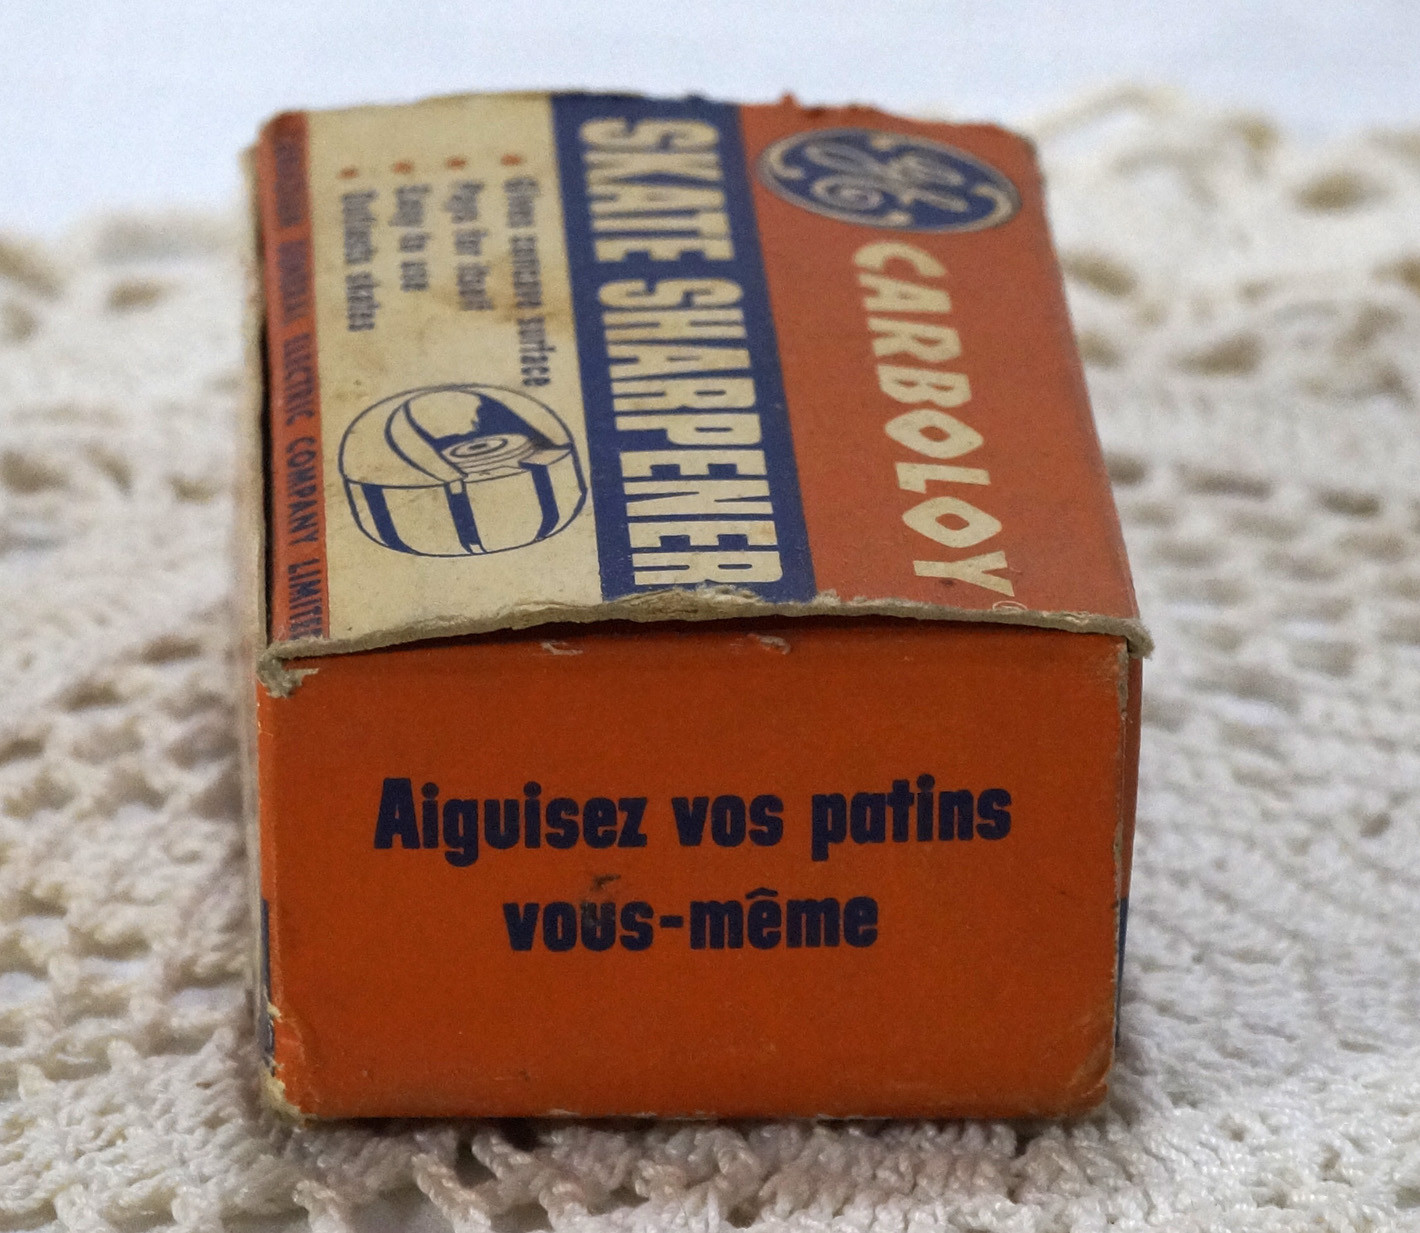 GE CARBOLOY®
SKATE SHARPENER
Gives concave surface
Pays for itself
Easy to use
Outlasts skates
CANADIAN GENERAL ELECTRIC COMPANY LIMITED
Aiguisez vos patins
vous-même